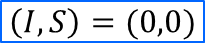 (I, S) = (0,0)